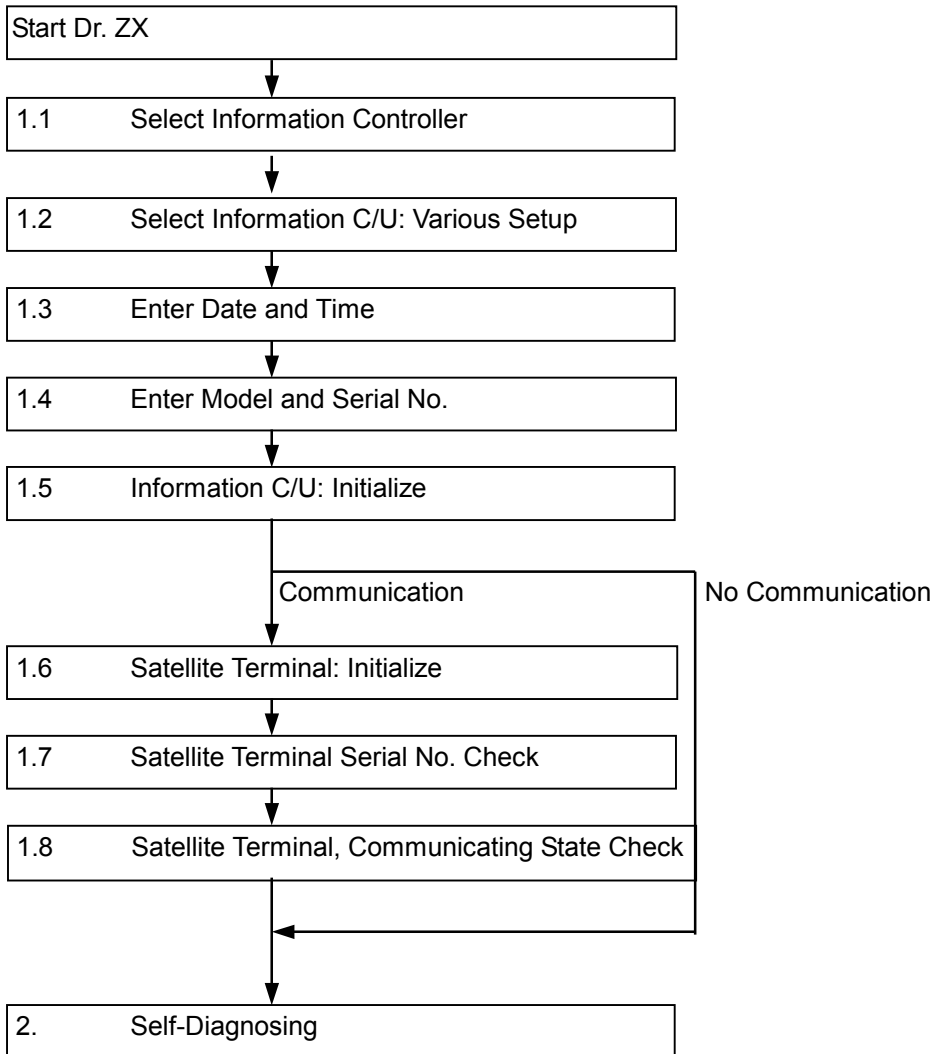 Start Dr. ZX
1.1 Select Information Controller
1.2 Select Information C/U: Various Setup
1.3 Enter Date and Time
1.4 Enter Model and Serial No.
1.5 Information C/U: Initialize
Communication No Communication
1.6 Satellite Terminal: Initialize
1.7 Satellite Terminal Serial No. Check
1.8 Satellite Terminal, Communicating State Check
2. Self-Diagnosing